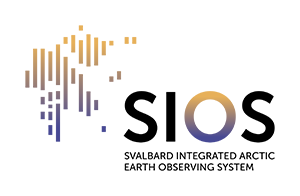 SIOS
SVALBARD INTEGRATED ARCTIC
EARTH OBSERVING SYSTEM